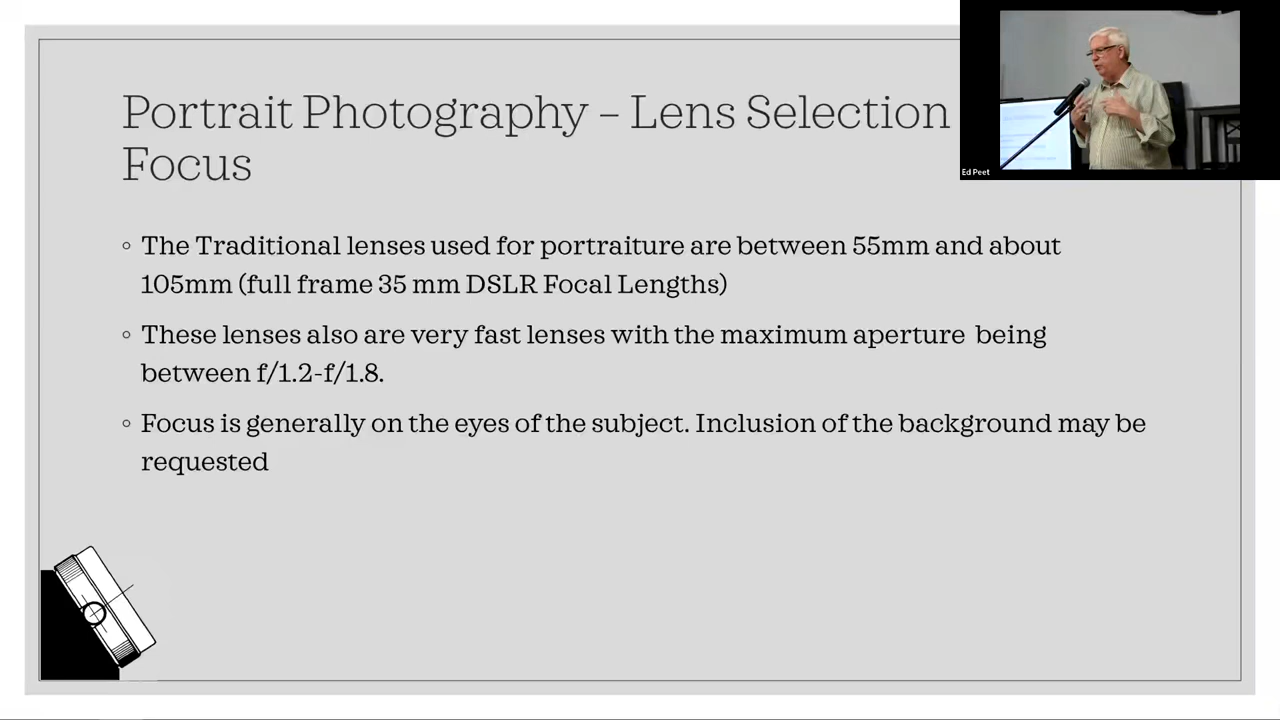 Portrait Photography – Lens Selection
Focus
◦ The Traditional lenses used for portraiture are between 55mm and about
105mm (full frame 35 mm DSLR Focal Lengths)
◦ These lenses also are very fast lenses with the maximum aperture  being
between f/1.2-f/1.8.
◦ Focus is generally on the eyes of the subject. Inclusion of the background may be
requested
Ed Peet